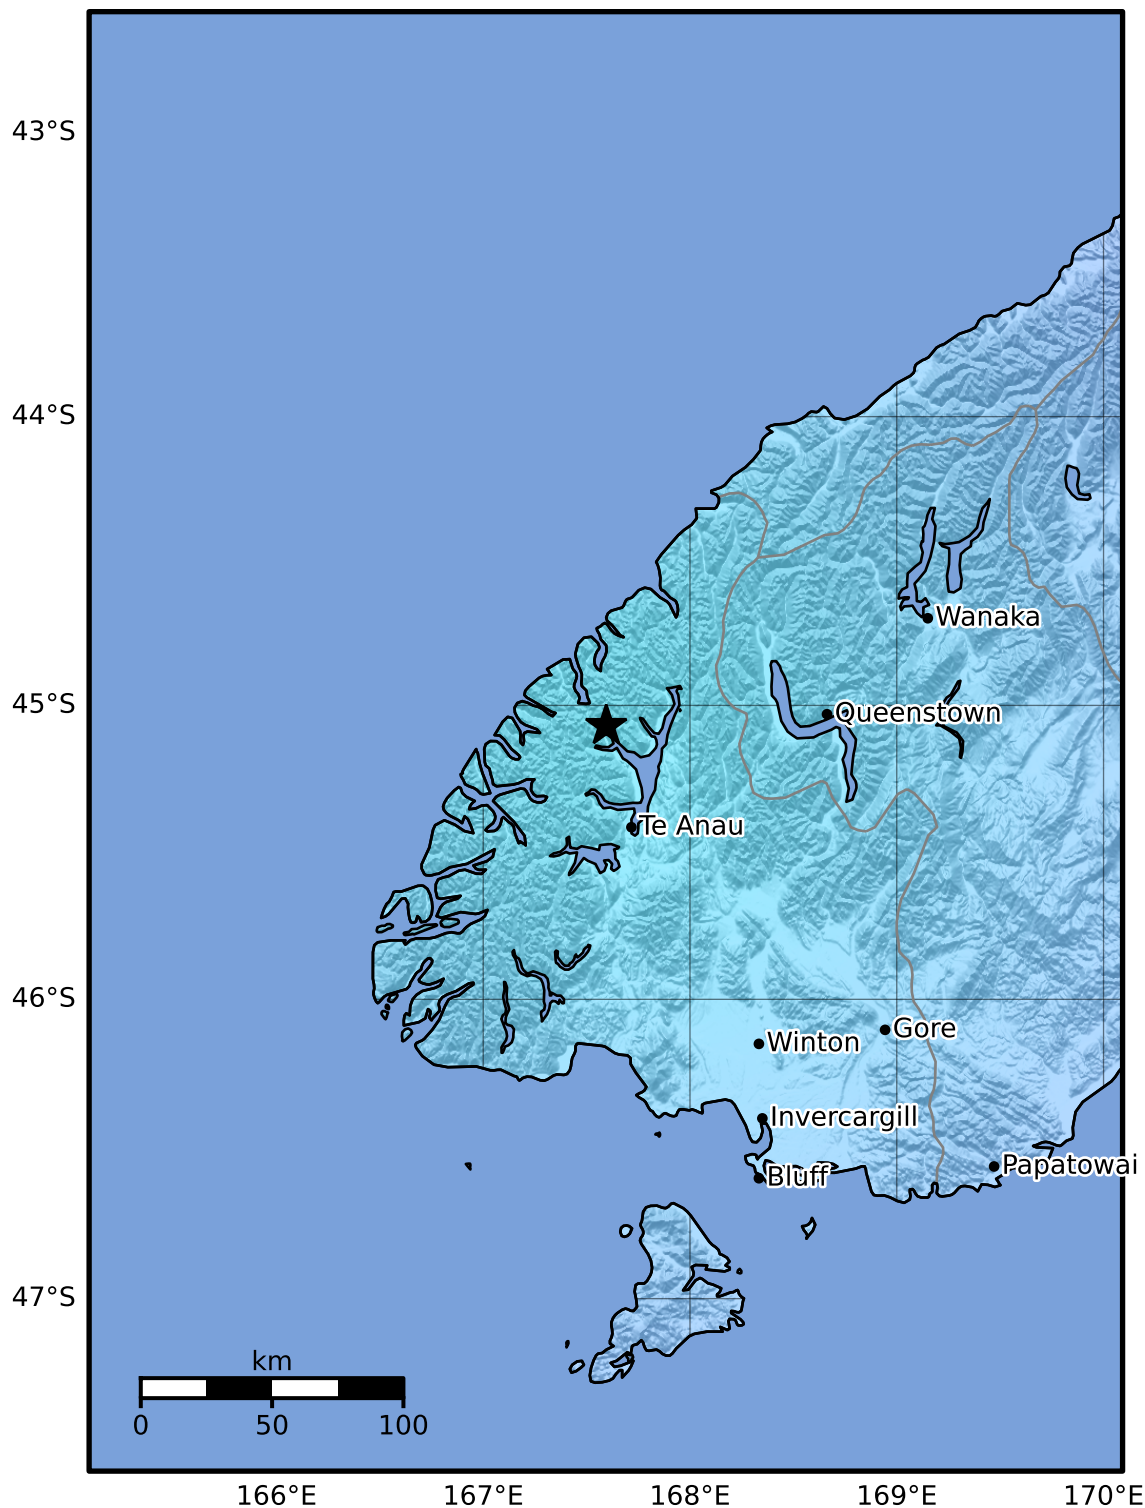 43°S
44°S
Wanaka
45°S
Queenstown
Te Anau
46°S
Gore
Winton
Invercargill
Papatowai
Bluff
47°S
km
0 50 100
166°E 167°E 168°E 169°E 170°E